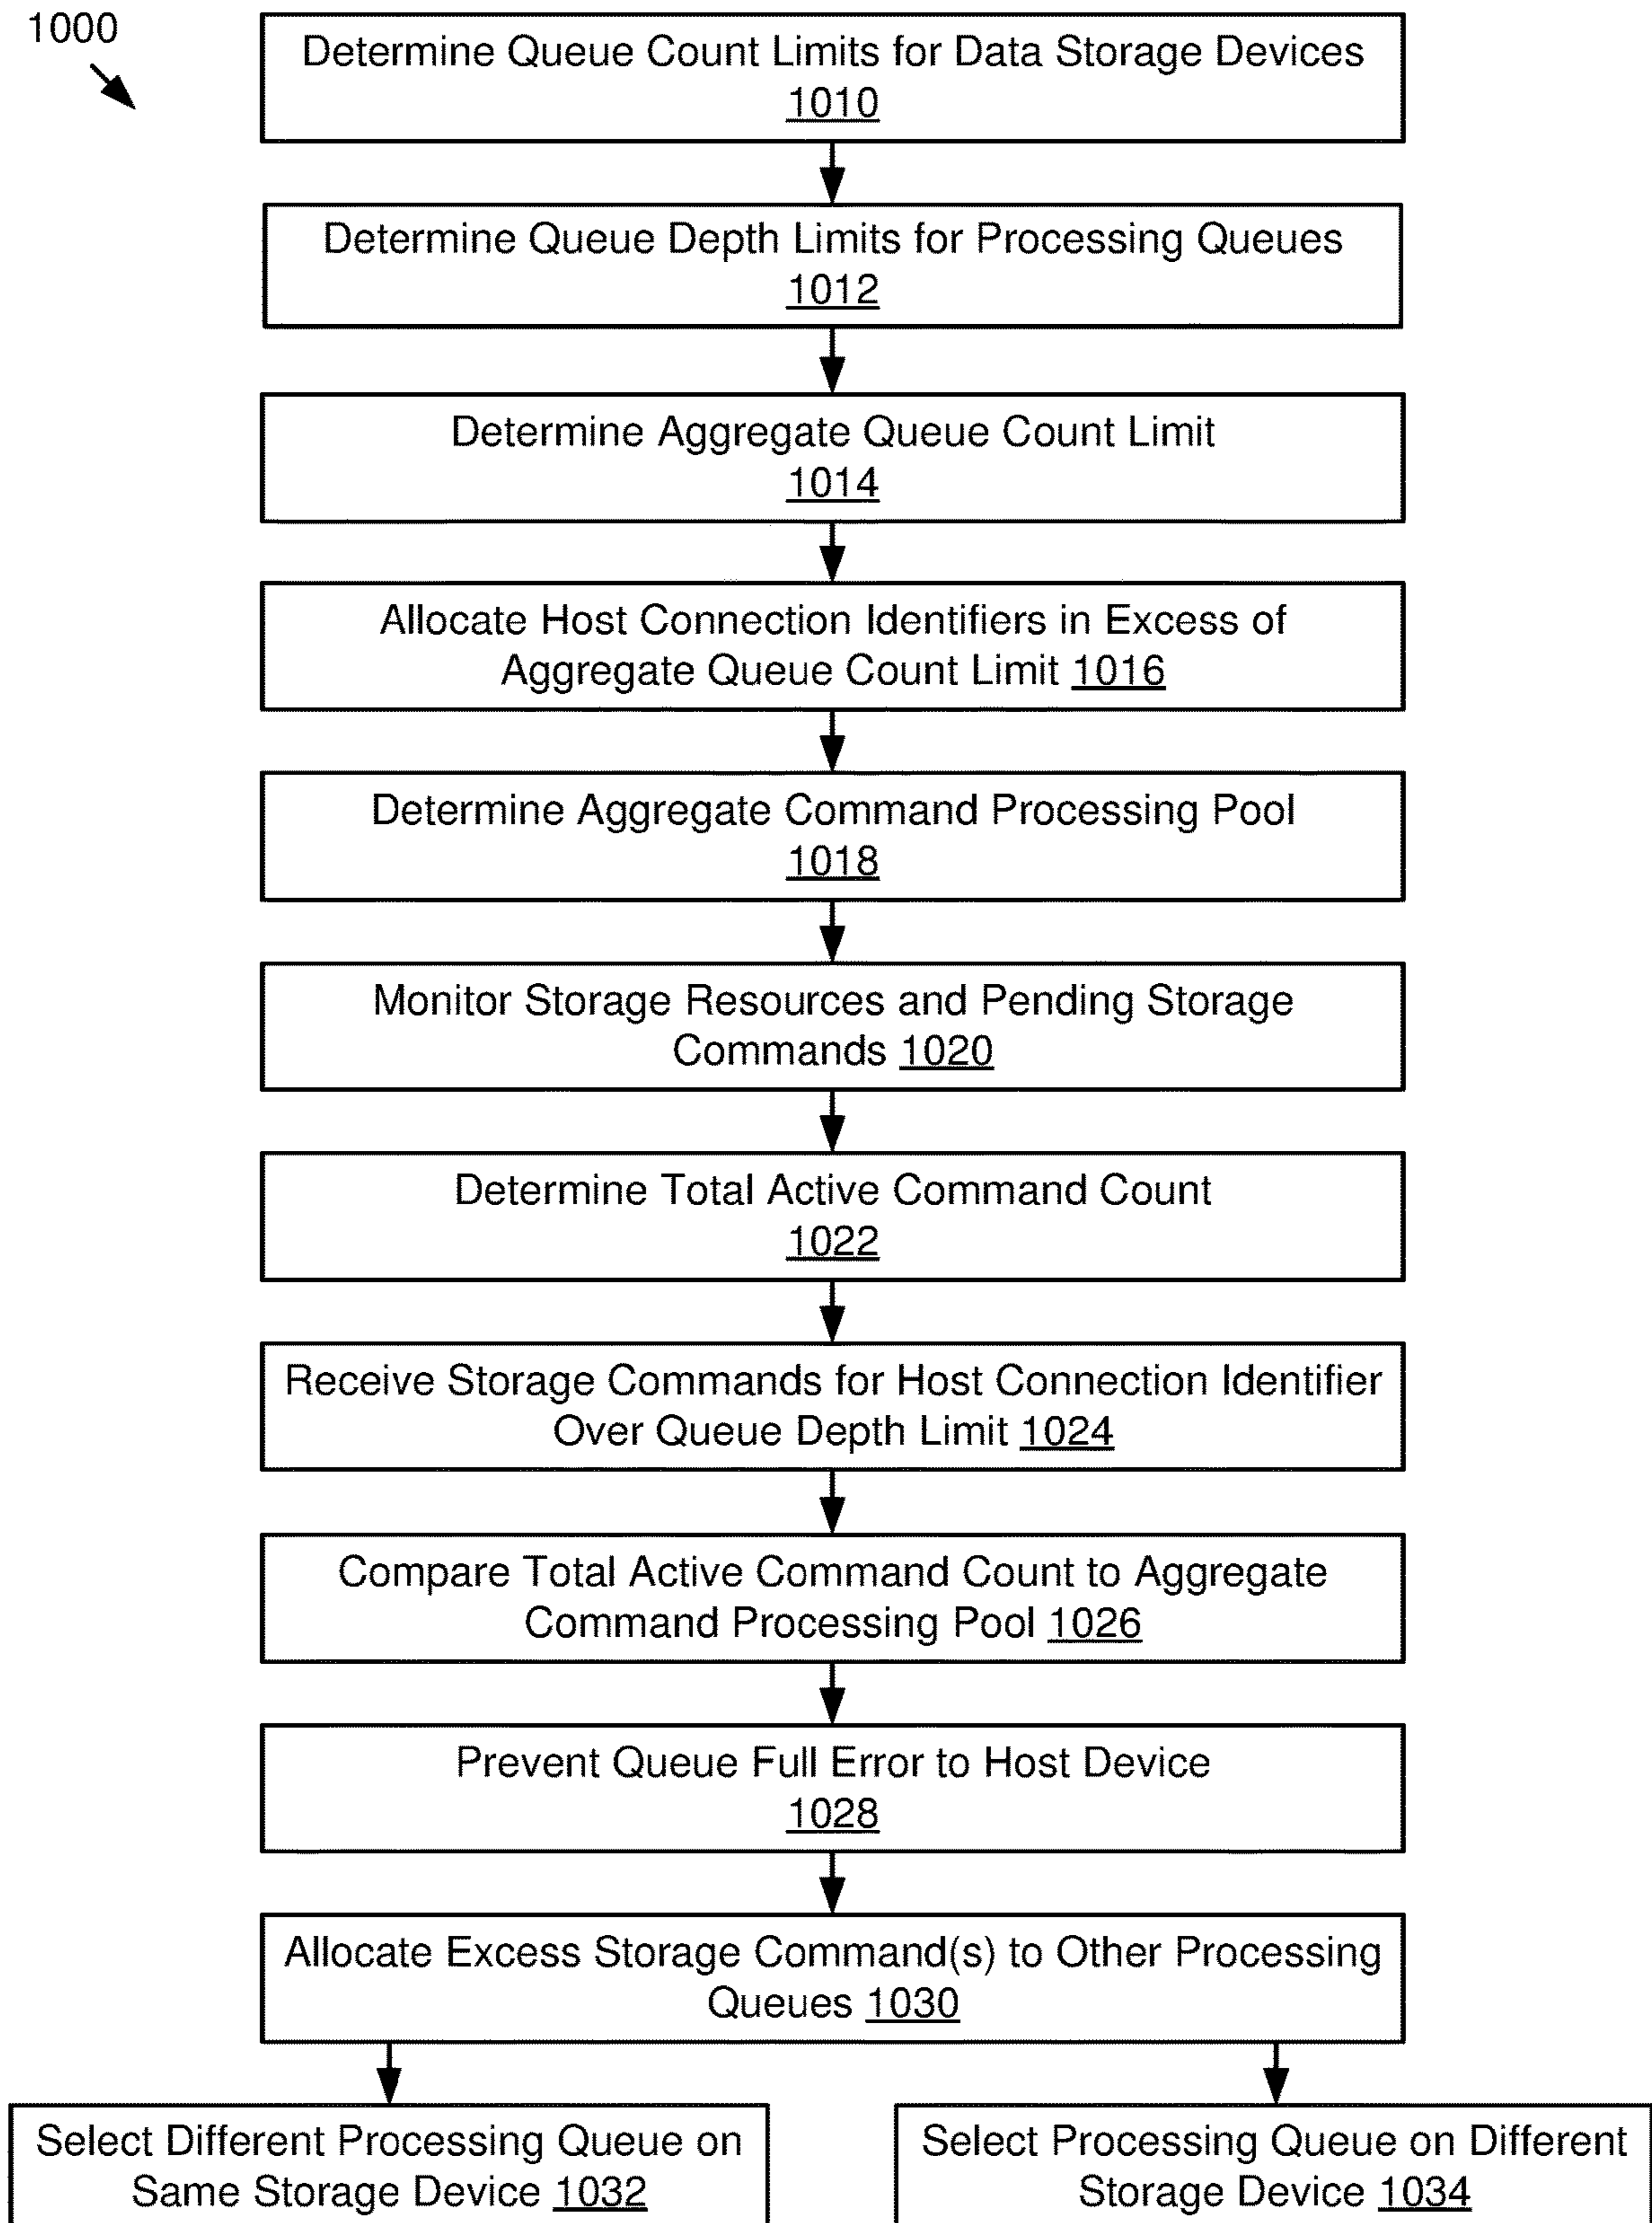 1000
Determine Queue Count Limits for Data Storage Devices
1010
Determine Queue Depth Limits for Processing Queues
1012
Determine Aggregate Queue Count Limit
1014
Allocate Host Connection Identifiers in Excess of
Aggregate Queue Count Limit 1016
Determine Aggregate Command Processing Pool
1018
Monitor Storage Resources and Pending Storage
Commands 1020
Determine Total Active Command Count
1022
Receive Storage Commands for Host Connection Identifier
Over Queue Depth Limit 1024
Compare Total Active Command Count to Aggregate
Command Processing Pool 1026
Prevent Queue Full Error to Host Device
1028
Allocate Excess Storage Command(s) to Other Processing
Queues 1030
Select Different Processing Queue on
Same Storage Device 1032
Select Processing Queue on Different
Storage Device 1034